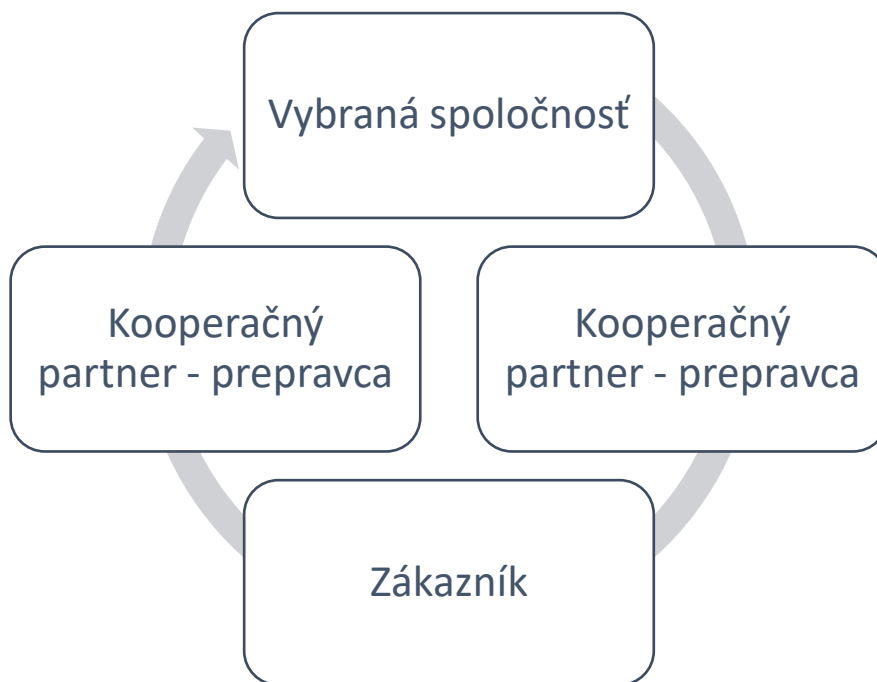 Vybraná spoločnosť
Kooperačný
partner - prepravca
Kooperačný
partner - prepravca
Zákazník